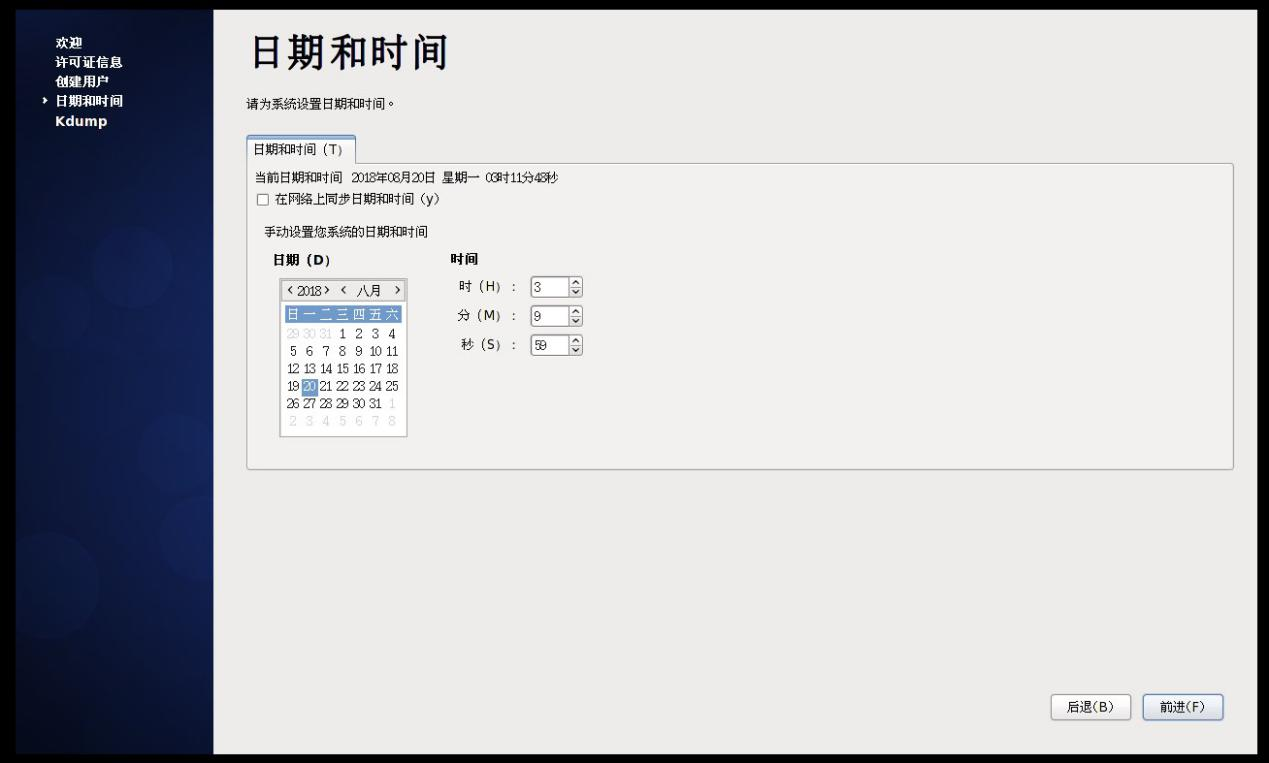 欢迎
许可证信息
创建用户
日期和时间
Kdump
日期和时间
请为系统设置日期和时间。
日期和时间（T）
当前日期和时间 2018年08月20日 星期一 03时11分48秒
在网络上同步日期和时间（y）
手动设置您系统的日期和时间
日期（D） 时间
< 2018 > < 八月 >
时（H）： 3
日 一 二 三 四 五 六
分（M）： 9
29 30 31 1 2 3 4
秒（S）： 59
5 6 7 8 9 10 11
12 13 14 15 16 17 18
19 20 21 22 23 24 25
26 27 28 29 30 31 1
2 3 4 5 6 7 8
后退(B) 前进(F)